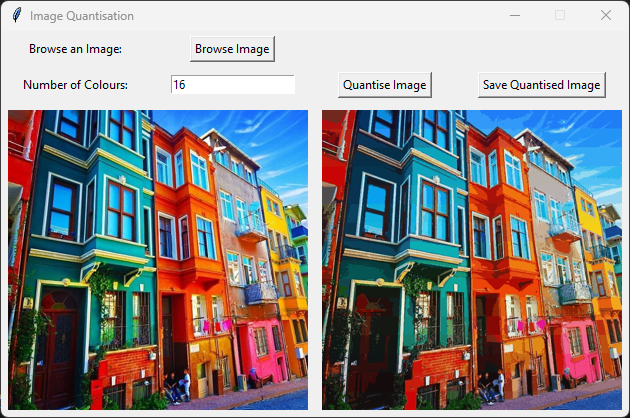 Image Quantisation
Browse an Image: Browse Image
Number of Colours: 16 Quantise Image Save Quantised Image